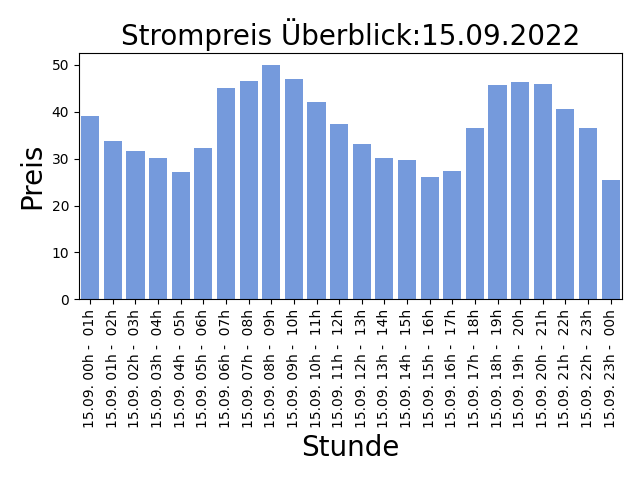 Strompreis Überblick:15.09.2022
Preis
50
40
30
20
10
0
15.09. 00h - 01h
15.09. 01h - 02h
15.09. 02h - 03h
15.09. 03h - 04h
15.09. 04h - 05h
15.09. 05h - 06h
15.09. 06h - 07h
15.09. 07h - 08h
15.09. 08h - 09h
15.09. 09h - 10h
15.09. 10h - 11h
15.09. 11h - 12h
15.09. 12h - 13h
15.09. 13h - 14h
15.09. 14h - 15h
15.09. 15h - 16h
15.09. 16h - 17h
15.09. 17h - 18h
15.09. 18h - 19h
15.09. 19h - 20h
15.09. 20h - 21h
15.09. 21h - 22h
15.09. 22h - 23h
15.09. 23h - 00h
Stunde